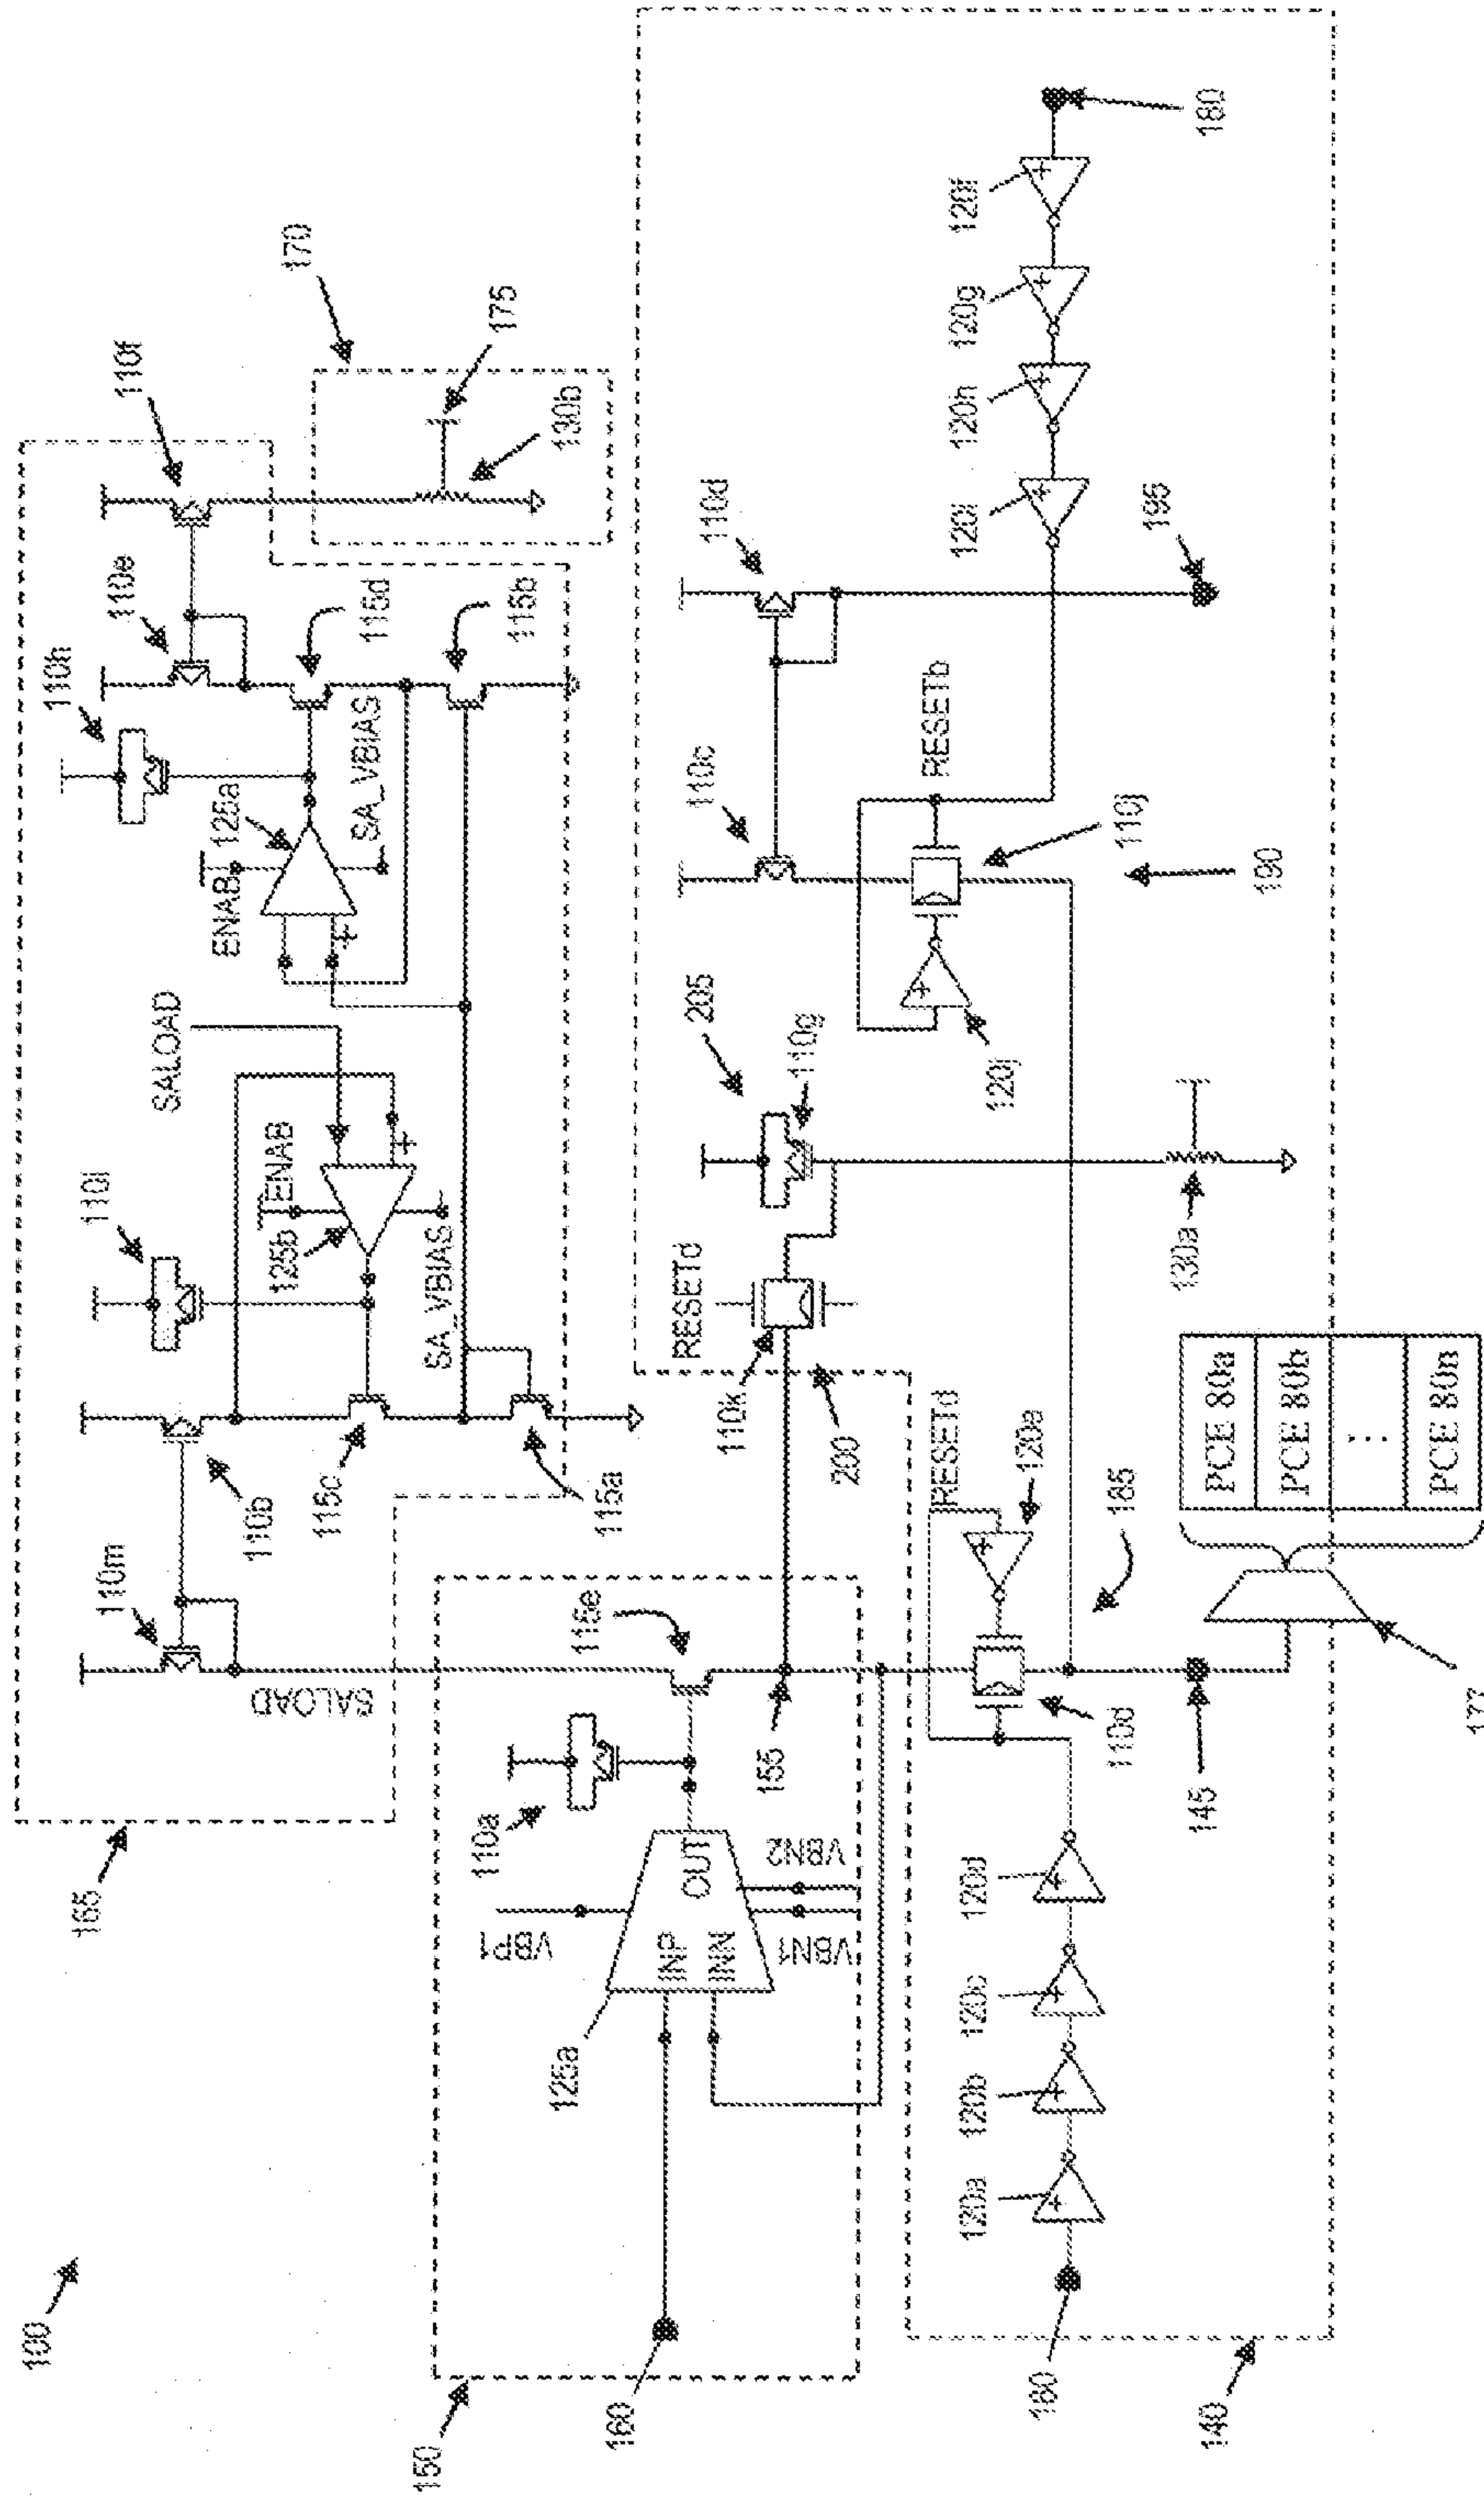 100
165
110m
110b
110l
SALOAD
110h
110e
110f
170
ENAB
125a
125b
ENAB
SA_VBIAS
SA_VBIAS
115d
115b
175
130b
115c
115a
SALOAD
150
160
125a
VBP1
INP
INN
OUT
VBN1
VBN2
110a
115e
155
RESETd
110k
200
205
110g
130a
110c
110d
RESETb
120j
110j
190
195
120i
120h
120g
120f
180
140
180
120a
120b
120c
120d
RESETd
120e
110d
185
145
177
PCE 80a
PCE 80b
⋮
PCE 80n